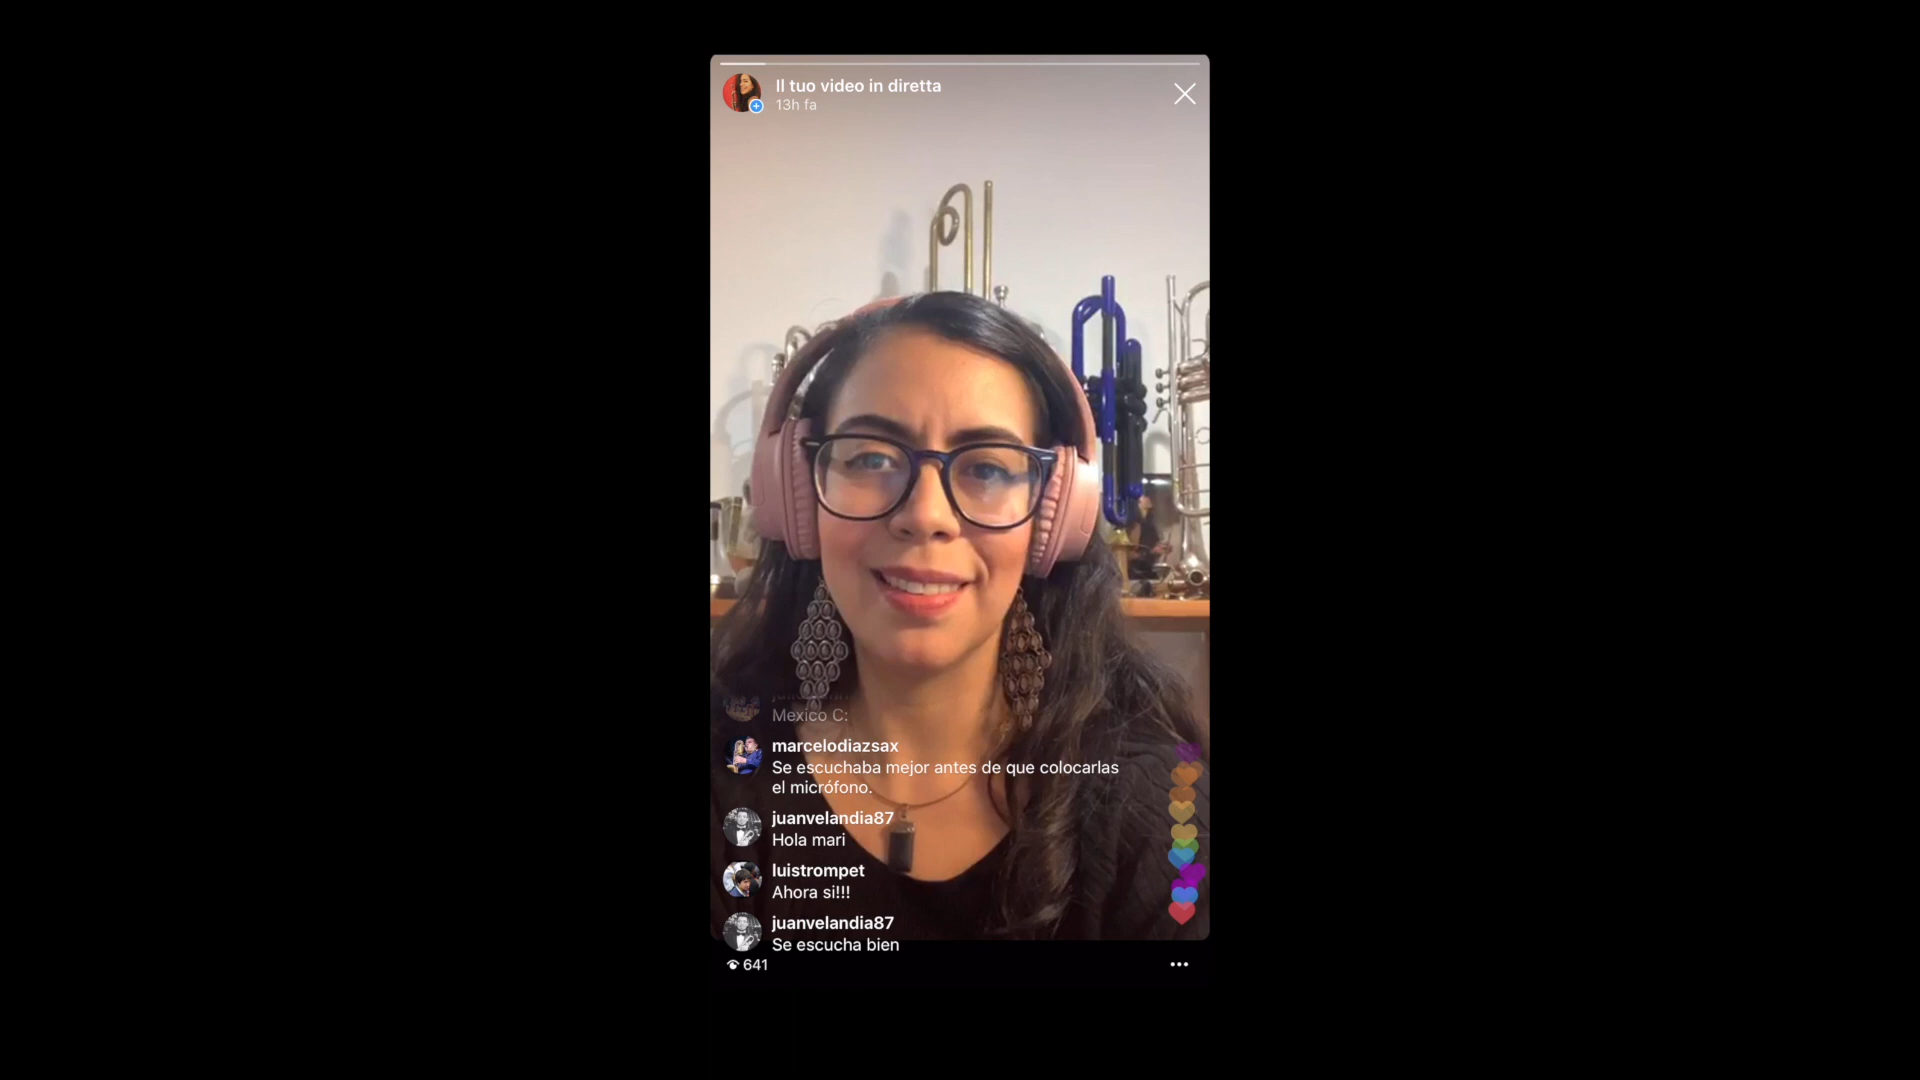 Il tuo video in diretta
13h fa
Mexico C:
marcelodiazsax
Se escuchaba mejor antes de que colocarlas
el micrófono.
juanvelandia87
Hola mari
luistrompet
Ahora si!!!
juanvelandia87
Se escucha bien
641